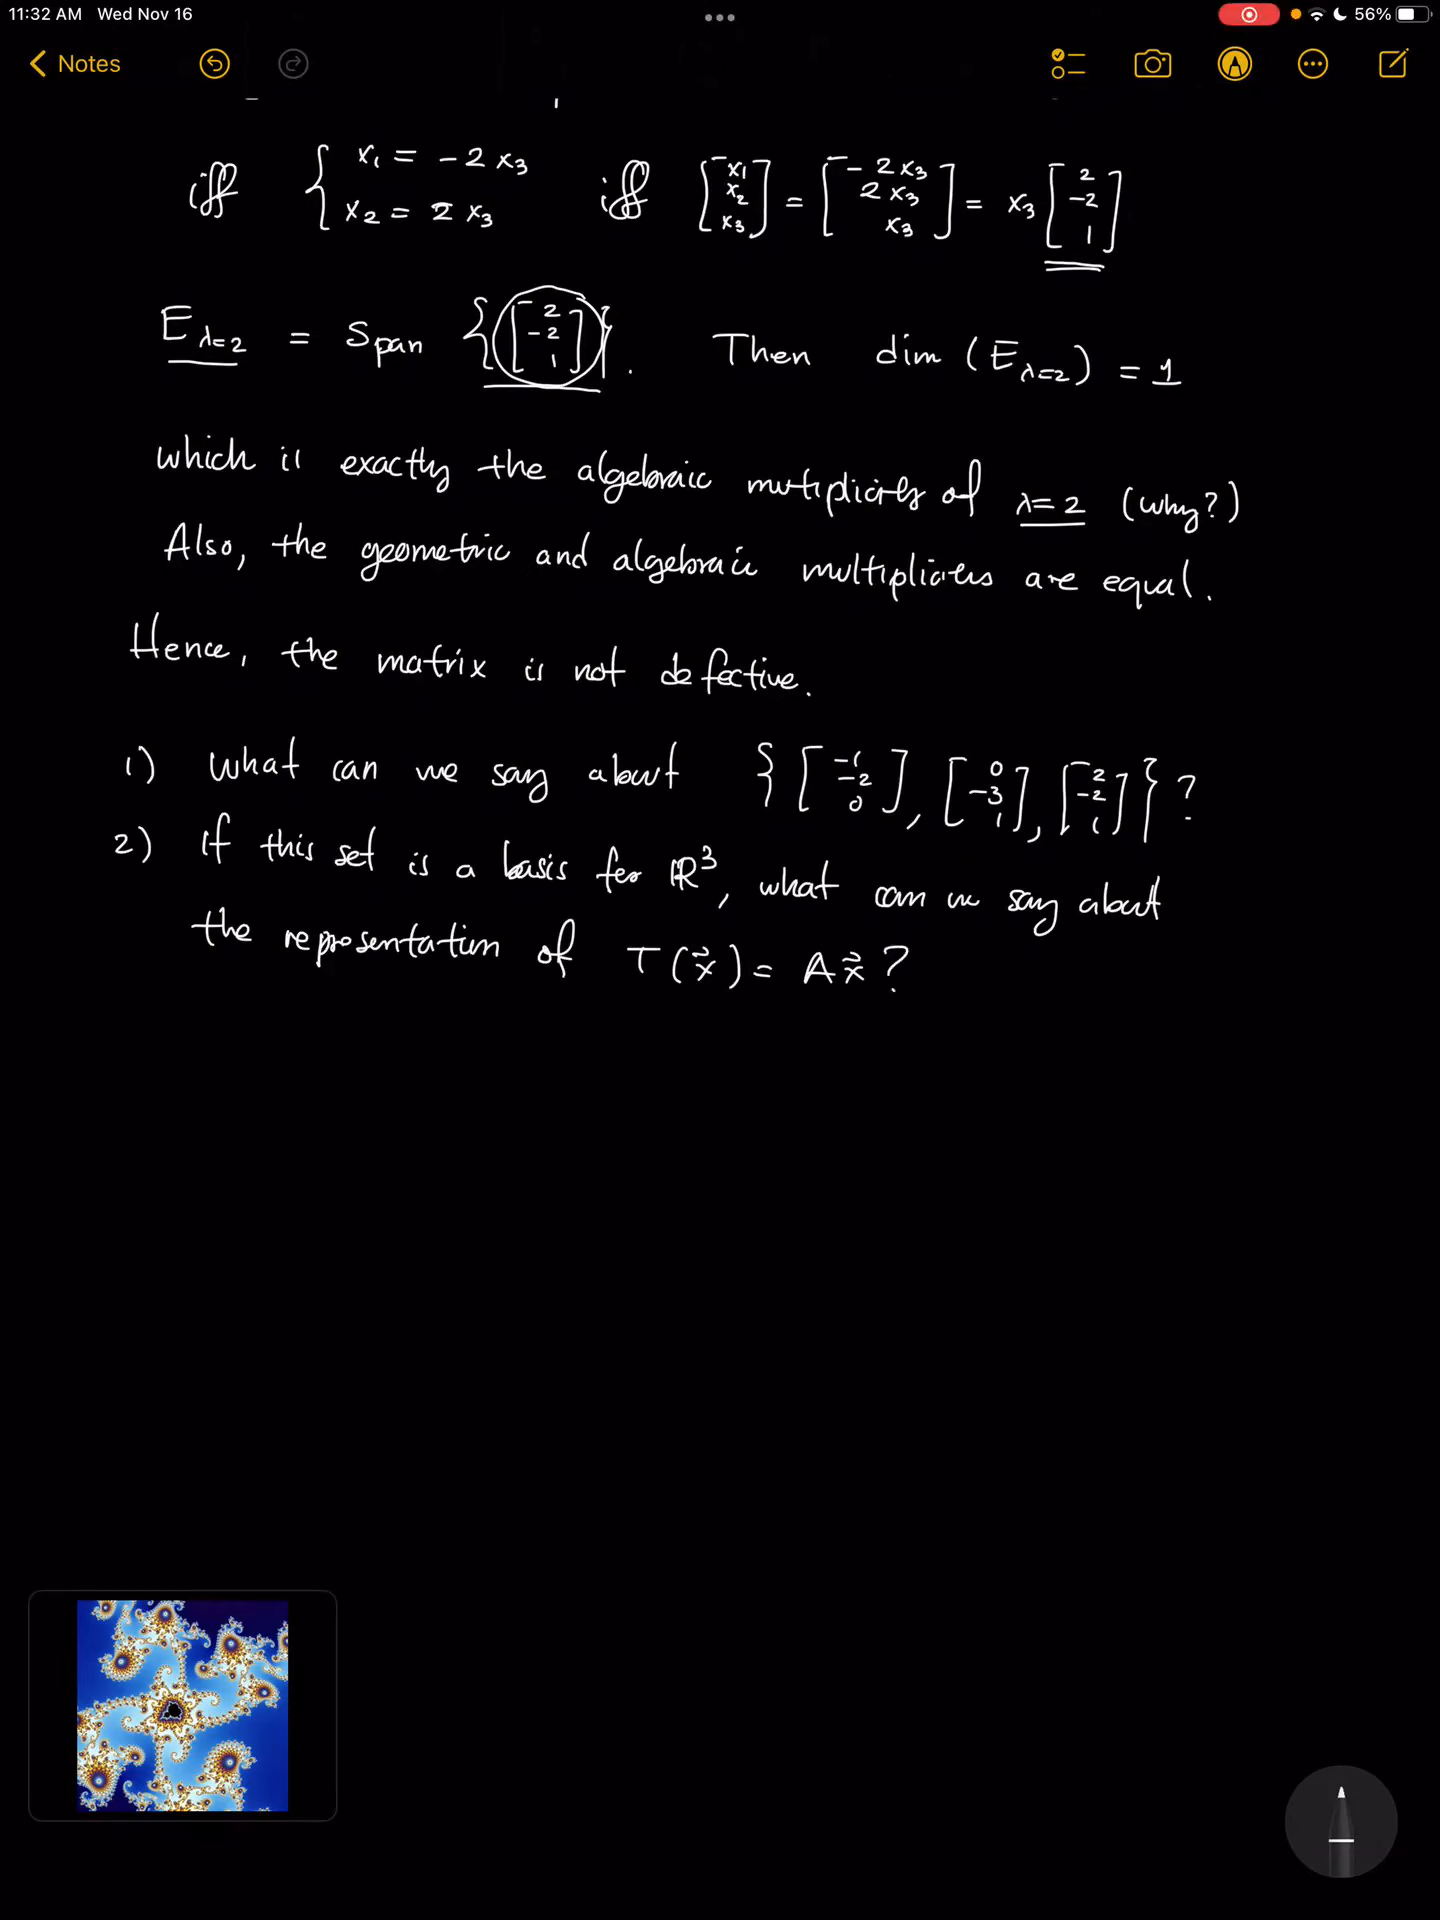 11:32 AM Wed Nov 16
56%
Notes
iff { x₁ = -2 x₃ iff [x₁ x₂ x₃] = [-2x₃ 2x₃ x₃] = x₃ [2 -2 1]
x₂ = 2 x₃
E λ=2 = Span {[2 -2 1]}. Then dim (E λ=2) = 1
which is exactly the algebraic multiplicity of λ=2 (why?)
Also, the geometric and algebraic multiplicities are equal.
Hence, the matrix is not defective.
1) What can we say about {[-1 -2 0], [0 -3 1], [2 -2 1]} ?
2) if this set is a basis for ℝ³, what can we say about
the representation of T(x⃗) = Ax⃗ ?